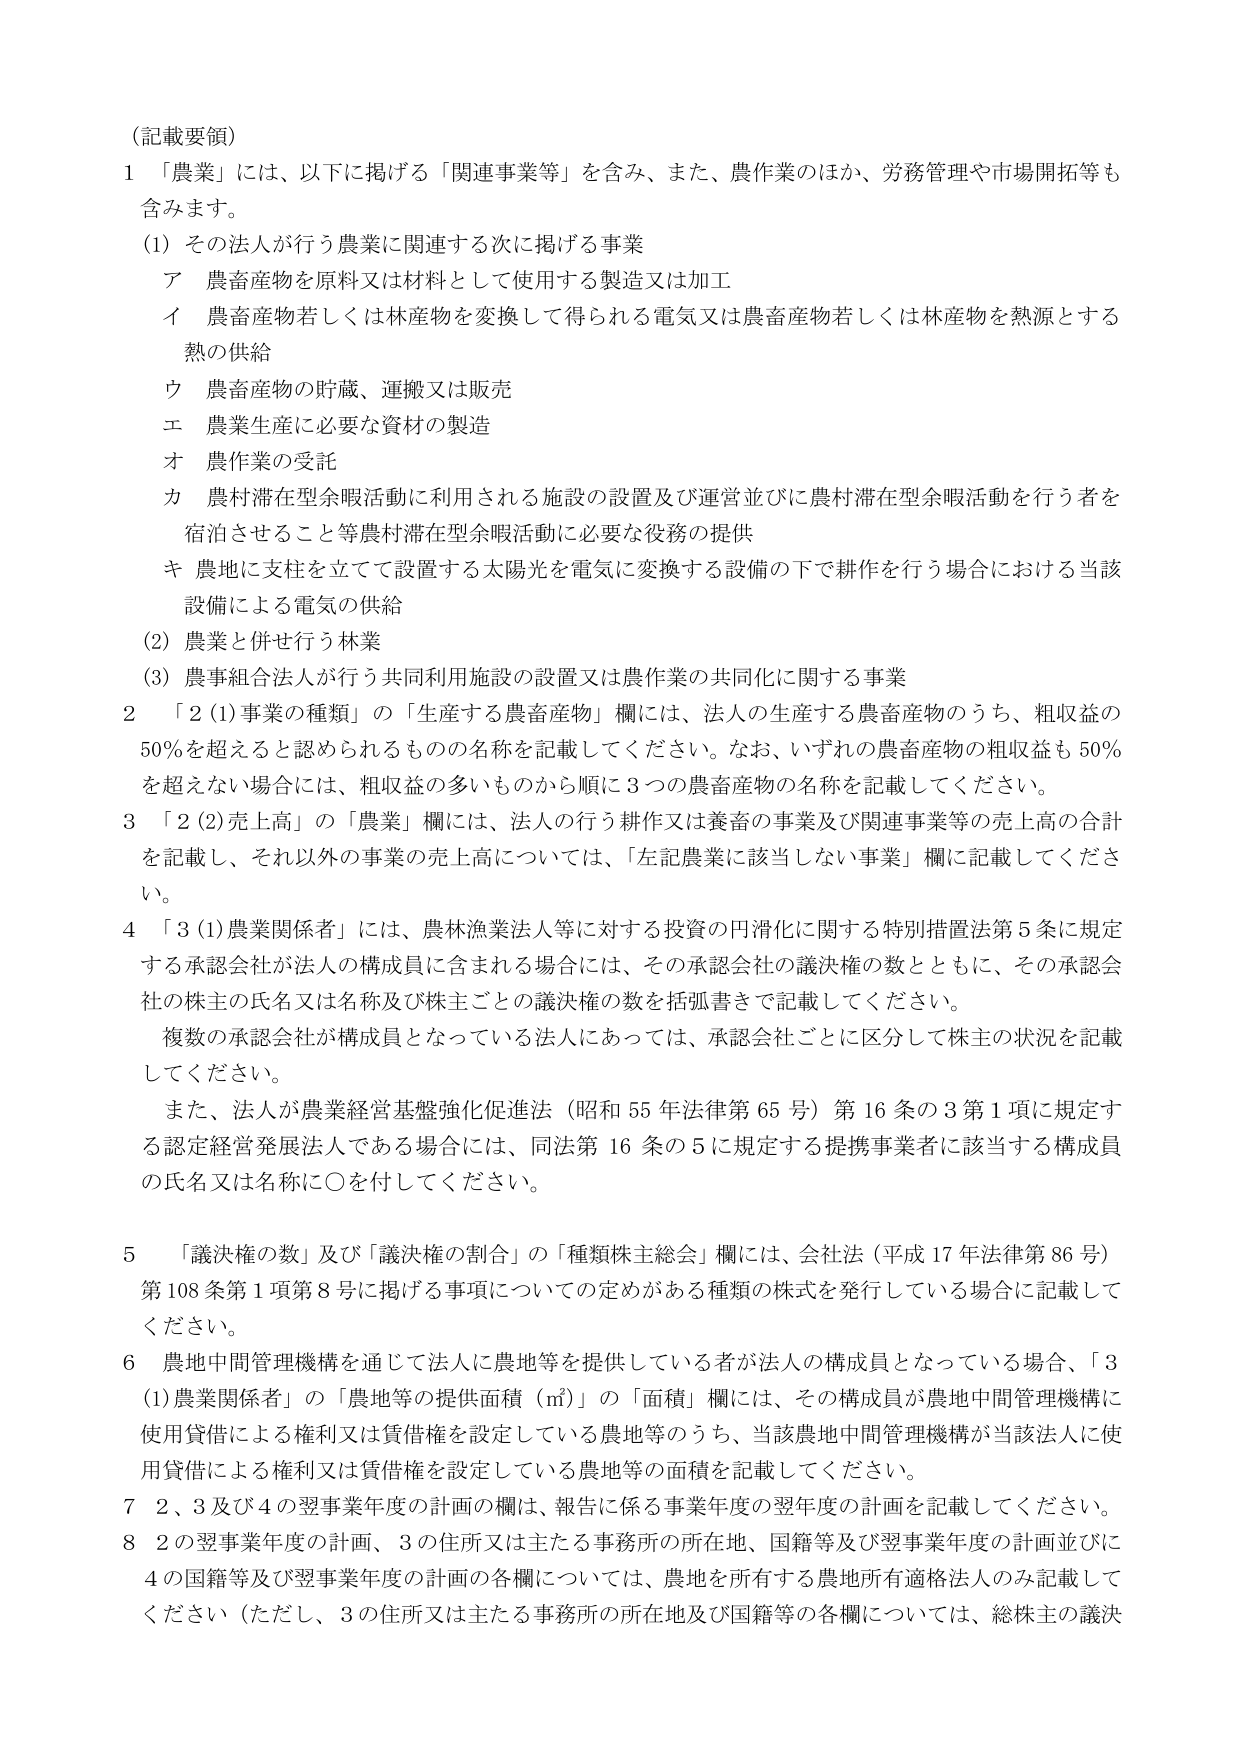 （記載要領）
１　「農業」には、以下に掲げる「関連事業等」を含み、また、農作業のほか、労務管理や市場開拓等も
含みます。
(1) その法人が行う農業に関連する次に掲げる事業
ア　農畜産物を原料又は材料として使用する製造又は加工
イ　農畜産物若しくは林産物を変換して得られる電気又は農畜産物若しくは林産物を熱源とする
熱の供給
ウ　農畜産物の貯蔵、運搬又は販売
エ　農業生産に必要な資材の製造
オ　農作業の受託
カ　農村滞在型余暇活動に利用される施設の設置及び運営並びに農村滞在型余暇活動を行う者を
宿泊させること等農村滞在型余暇活動に必要な役務の提供
キ 農地に支柱を立てて設置する太陽光を電気に変換する設備の下で耕作を行う場合における当該
設備による電気の供給
(2) 農業と併せ行う林業
(3) 農事組合法人が行う共同利用施設の設置又は農作業の共同化に関する事業
２　「２(1)事業の種類」の「生産する農畜産物」欄には、法人の生産する農畜産物のうち、粗収益の
50％を超えると認められるものの名称を記載してください。なお、いずれの農畜産物の粗収益も 50％
を超えない場合には、粗収益の多いものから順に３つの農畜産物の名称を記載してください。
３　「２(2)売上高」の「農業」欄には、法人の行う耕作又は養畜の事業及び関連事業等の売上高の合計
を記載し、それ以外の事業の売上高については、「左記農業に該当しない事業」欄に記載してくださ
い。
４　「３(1)農業関係者」には、農林漁業法人等に対する投資の円滑化に関する特別措置法第５条に規定
する承認会社が法人の構成員に含まれる場合には、その承認会社の議決権の数とともに、その承認会
社の株主の氏名又は名称及び株主ごとの議決権の数を括弧書きで記載してください。
複数の承認会社が構成員となっている法人にあっては、承認会社ごとに区分して株主の状況を記載
してください。
また、法人が農業経営基盤強化促進法（昭和 55 年法律第 65 号）第 16 条の３第１項に規定す
る認定経営発展法人である場合には、同法第 16 条の５に規定する提携事業者に該当する構成員
の氏名又は名称に〇を付してください。
５　「議決権の数」及び「議決権の割合」の「種類株主総会」欄には、会社法（平成 17 年法律第 86 号）
第 108 条第１項第８号に掲げる事項についての定めがある種類の株式を発行している場合に記載して
ください。
６　農地中間管理機構を通じて法人に農地等を提供している者が法人の構成員となっている場合、「３
(1)農業関係者」の「農地等の提供面積（㎡）」の「面積」欄には、その構成員が農地中間管理機構に
使用貸借による権利又は賃借権を設定している農地等のうち、当該農地中間管理機構が当該法人に使
用貸借による権利又は賃借権を設定している農地等の面積を記載してください。
７　２、３及び４の翌事業年度の計画の欄は、報告に係る事業年度の翌年度の計画を記載してください。
８　２の翌事業年度の計画、３の住所又は主たる事務所の所在地、国籍等及び翌事業年度の計画並びに
４の国籍等及び翌事業年度の計画の各欄については、農地を所有する農地所有適格法人のみ記載して
ください（ただし、３の住所又は主たる事務所の所在地及び国籍等の各欄については、総株主の議決